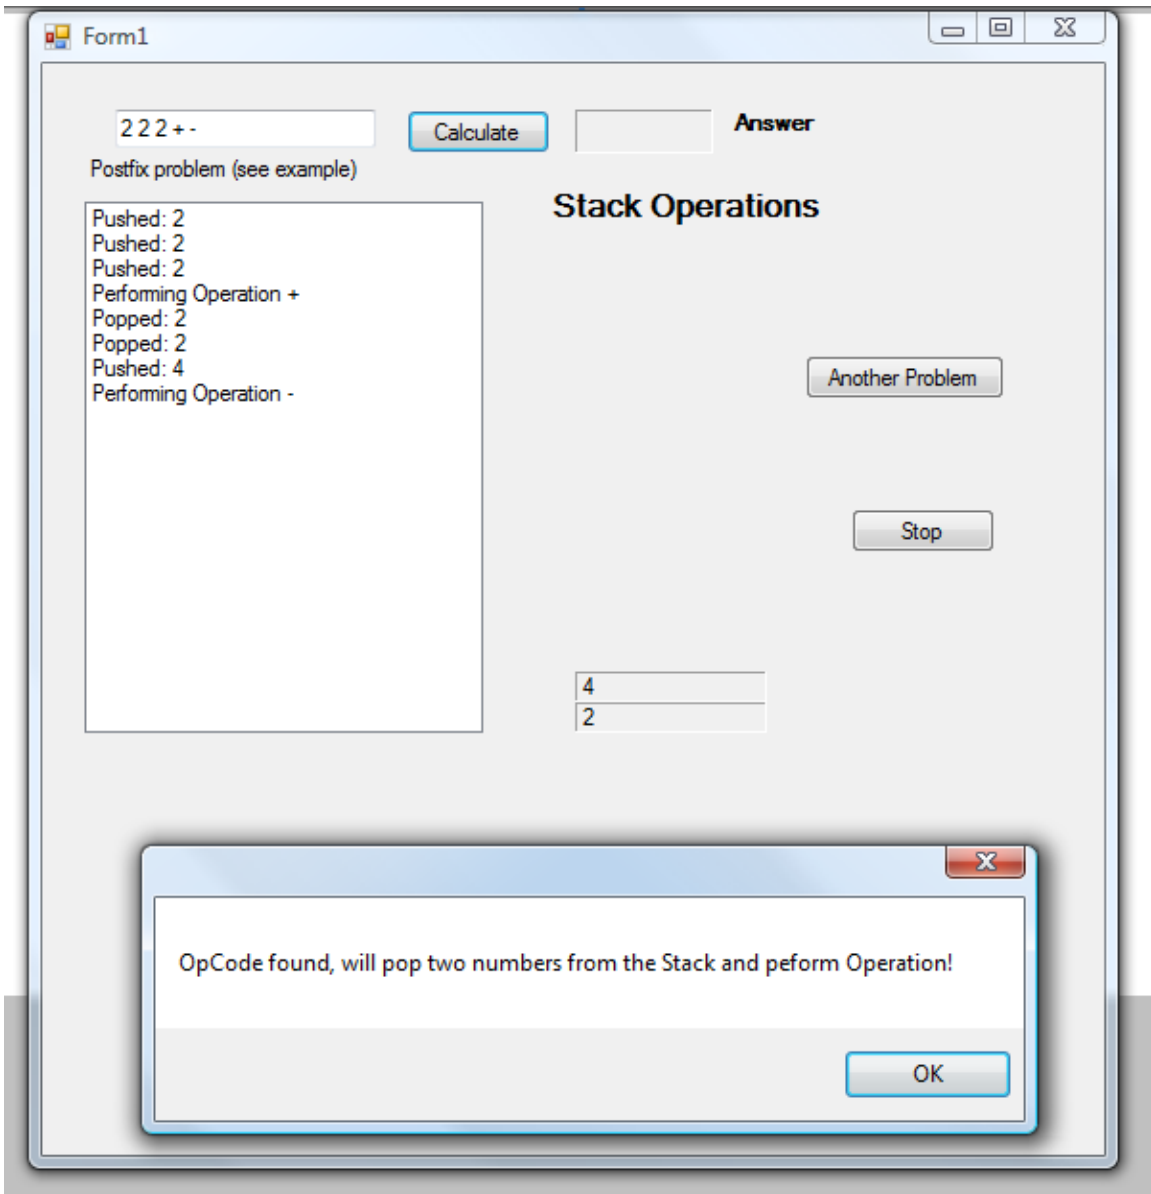 Form1
2 2 2 + -
Calculate
Answer
Postfix problem (see example)
Stack Operations
Pushed: 2
Pushed: 2
Pushed: 2
Performing Operation +
Popped: 2
Popped: 2
Pushed: 4
Performing Operation -
Another Problem
Stop
4
2
OpCode found, will pop two numbers from the Stack and peform Operation!
OK